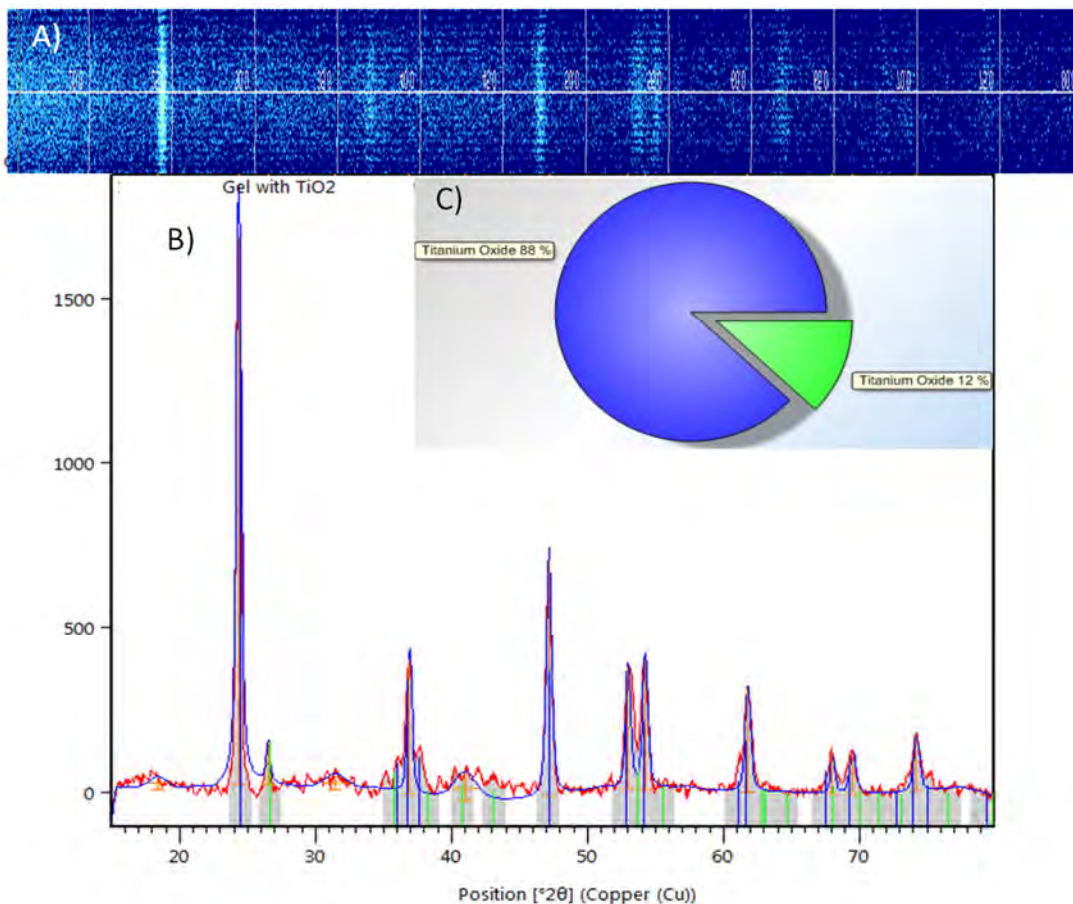 A)
Gel with TiO2
C)
B)
Titanium Oxide 88 %
Titanium Oxide 12 %
1500
1000
500
0
20 30 40 50 60 70
Position [°2θ] (Copper (Cu))